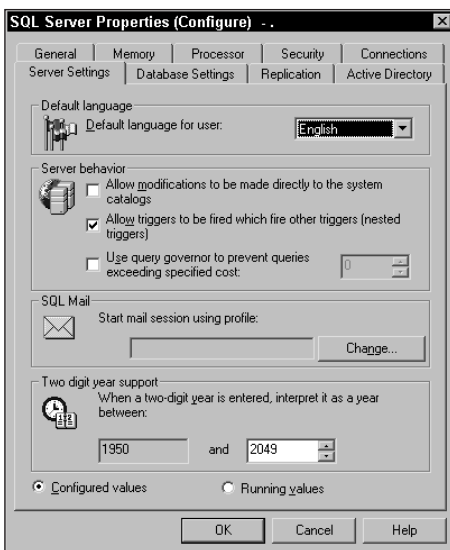 SQL Server Properties (Configure) - .
General
Memory
Processor
Security
Connections
Server Settings
Database Settings
Replication
Active Directory
Default language
Default language for user:
English
Server behavior
Allow modifications to be made directly to the system
catalogs
Allow triggers to be fired which fire other triggers (nested
triggers)
Use query governor to prevent queries
exceeding specified cost:
0
SQL Mail
Start mail session using profile:
Change...
Two digit year support
When a two-digit year is entered, interpret it as a year
between:
1950
and
2049
Configured values
Running values
OK
Cancel
Help